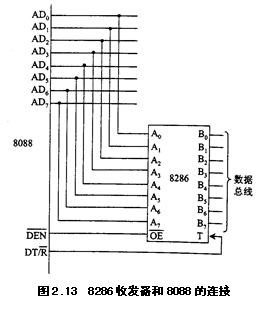 AD₀
AD₁
AD₂
AD₃
AD₄
AD₅
AD₆
AD₇
8088
A₀ B₀
A₁ B₁
A₂ B₂
A₃ B₃
8286
A₄ B₄
A₅ B₅
A₆ B₆
A₇ B₇
数据
总线
D̅E̅N̅ O̅E̅ T
DT/R̅
图2.13 8286收发器和8088的连接